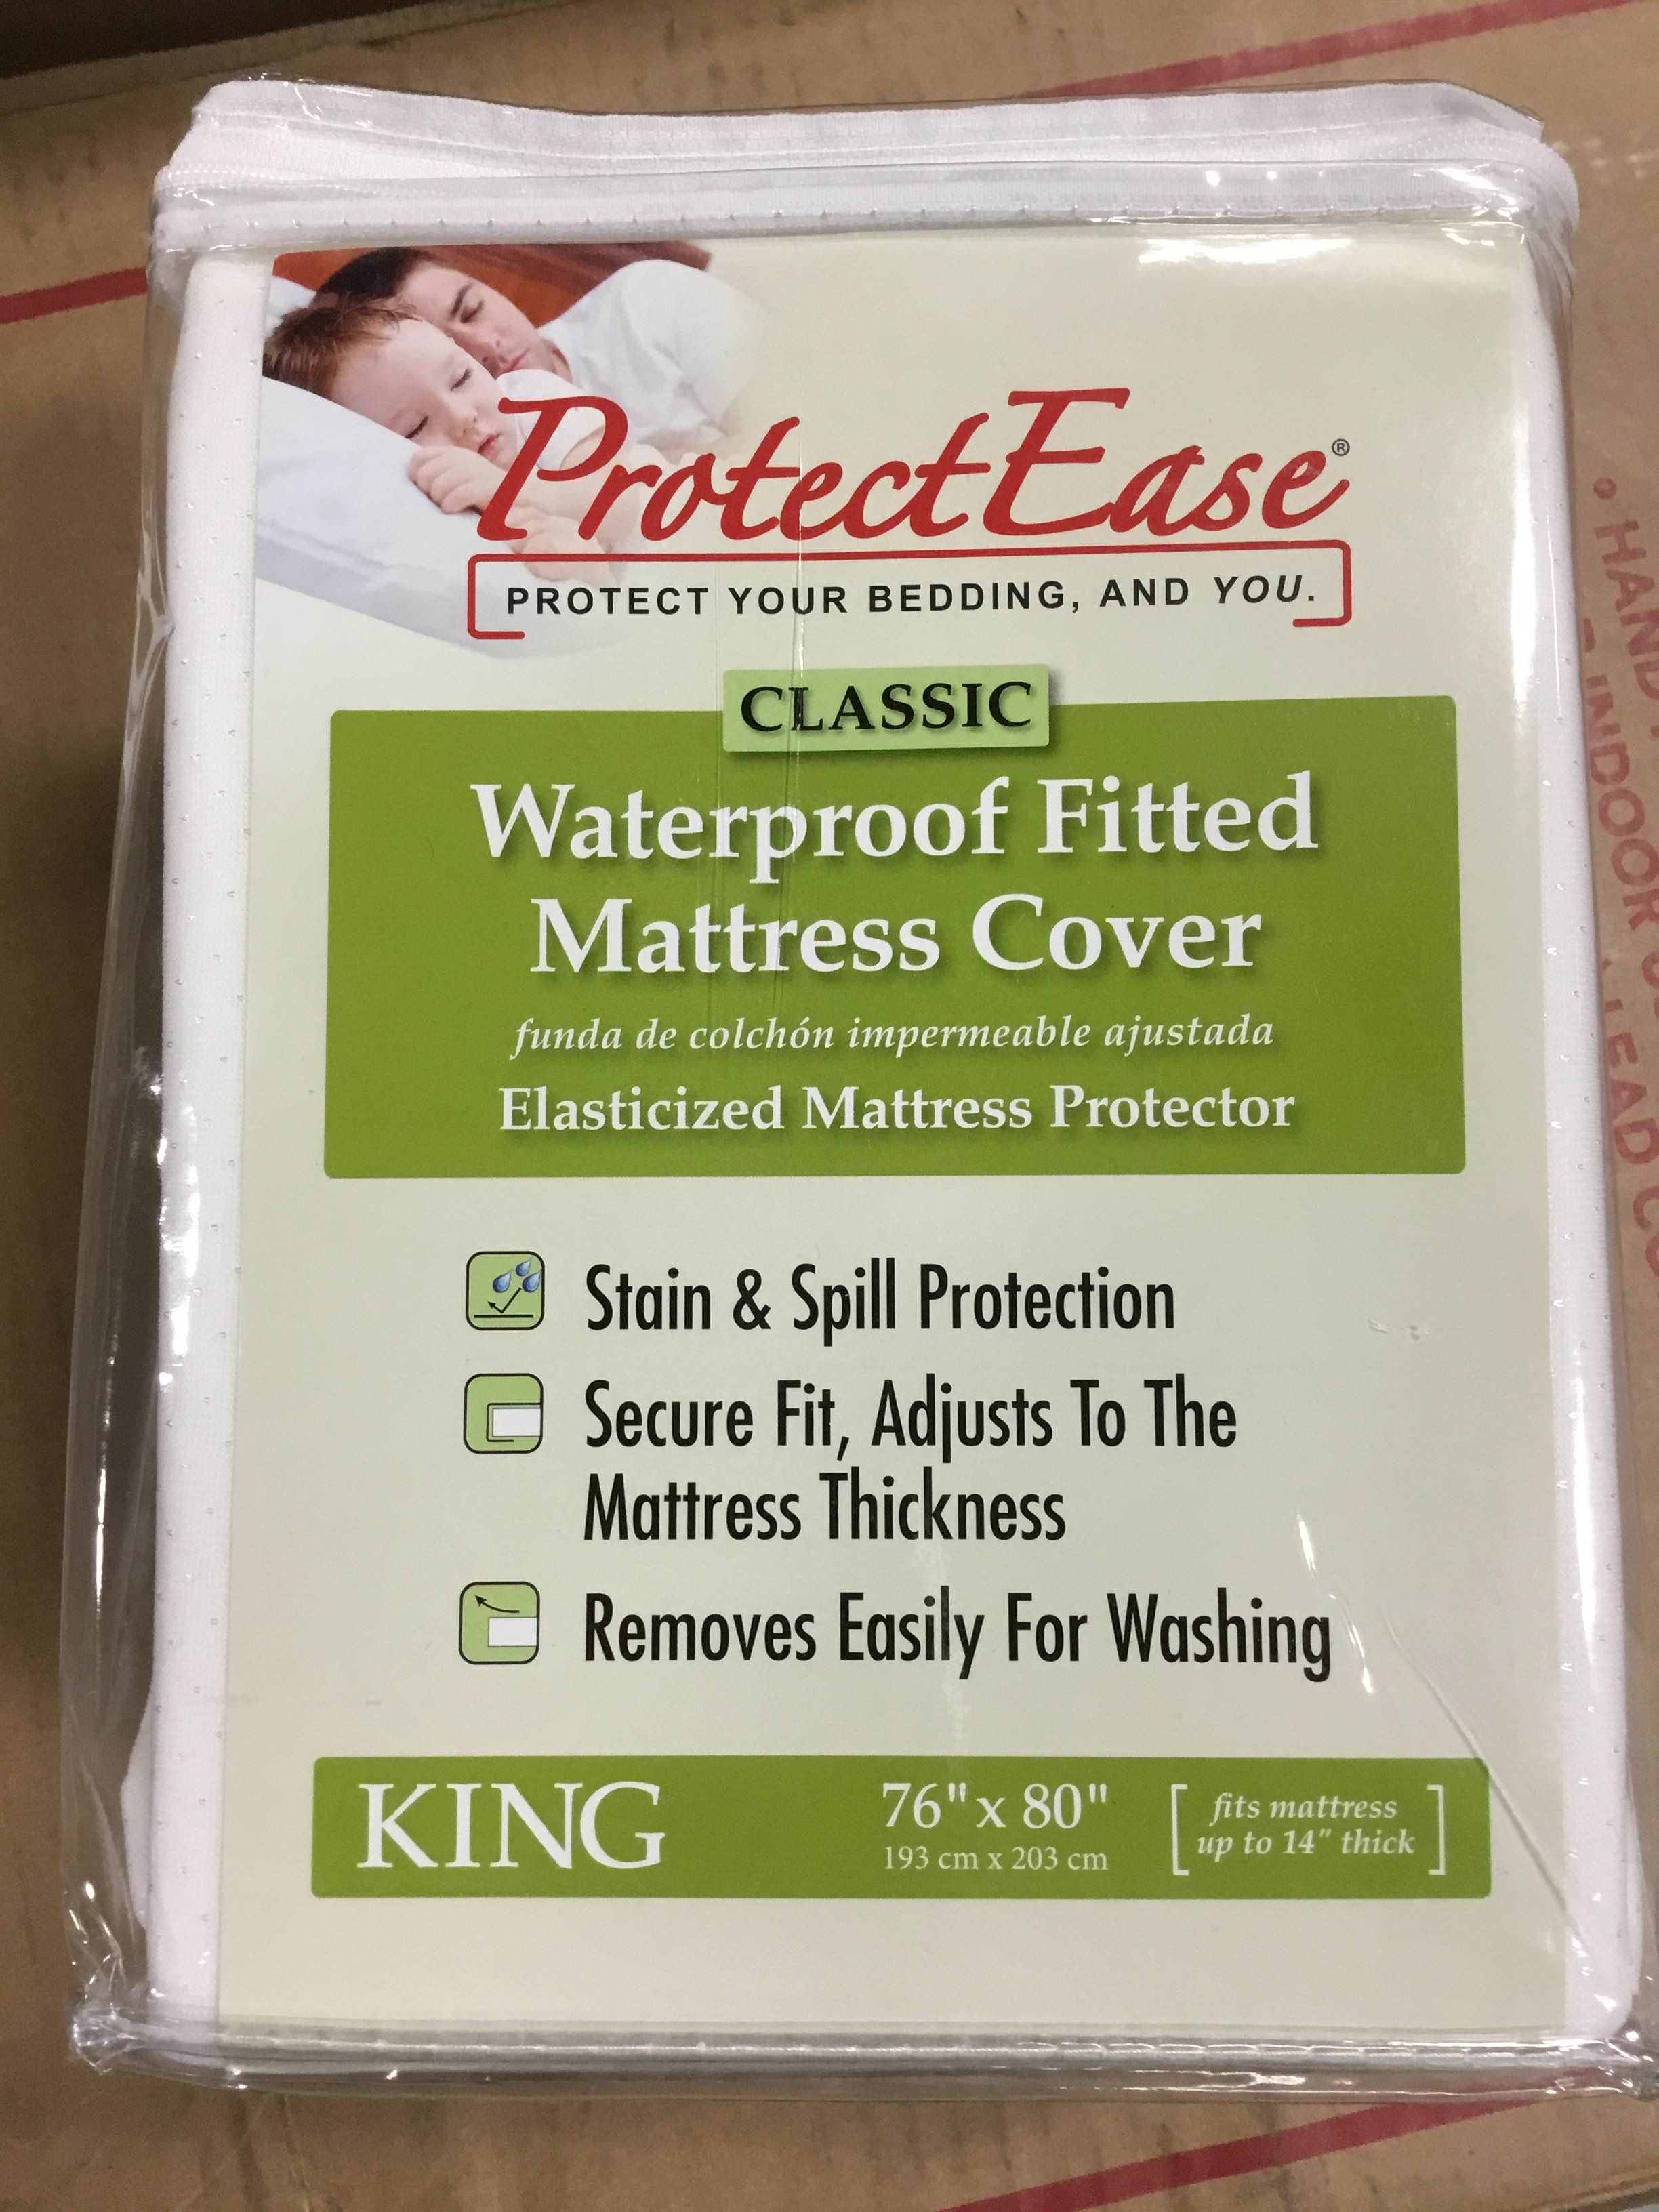 ProtectEase®
PROTECT YOUR BEDDING, AND YOU.
CLASSIC
Waterproof Fitted
Mattress Cover
funda de colchón impermeable ajustada
Elasticized Mattress Protector
Stain & Spill Protection
Secure Fit, Adjusts To The
Mattress Thickness
Removes Easily For Washing
KING
76" x 80"
193 cm x 203 cm
[fits mattress
up to 14" thick]
• HAND
INDOOR
LEAD